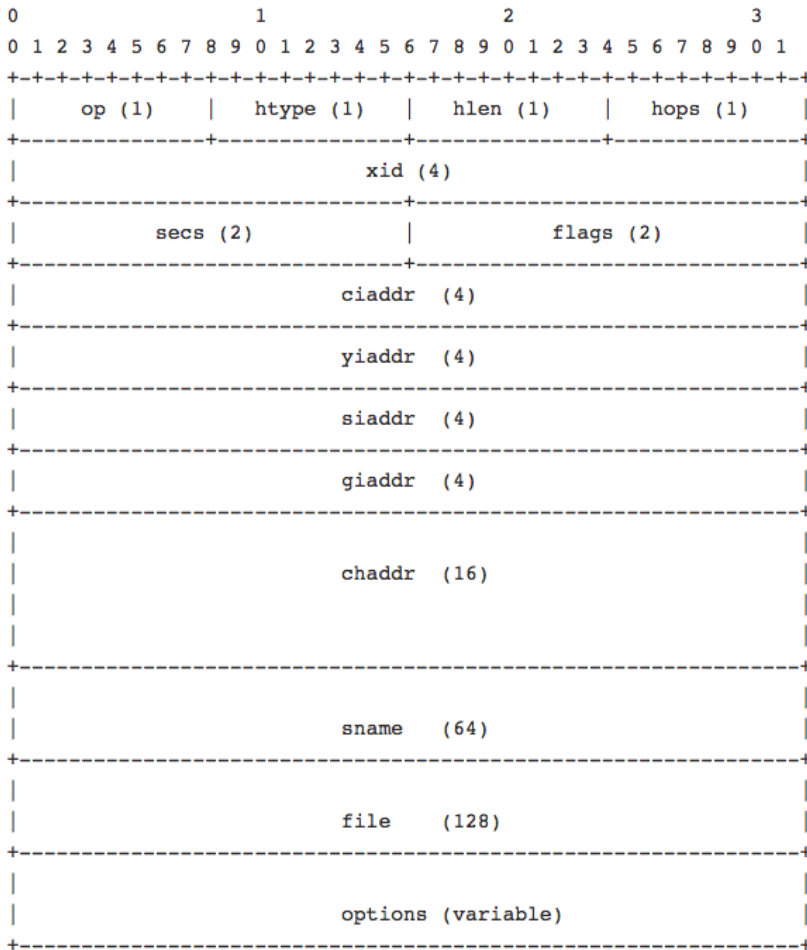 0                   1                   2                   3
0 1 2 3 4 5 6 7 8 9 0 1 2 3 4 5 6 7 8 9 0 1 2 3 4 5 6 7 8 9 0 1
+-+-+-+-+-+-+-+-+-+-+-+-+-+-+-+-+-+-+-+-+-+-+-+-+-+-+-+-+-+-+-+-+
|     op (1)    |   htype (1)   |   hlen (1)    |   hops (1)    |
+---------------+---------------+---------------+---------------+
|                            xid (4)                            |
+-------------------------------+-------------------------------+
|           secs (2)            |           flags (2)           |
+-------------------------------+-------------------------------+
|                          ciaddr  (4)                          |
+---------------------------------------------------------------+
|                          yiaddr  (4)                          |
+---------------------------------------------------------------+
|                          siaddr  (4)                          |
+---------------------------------------------------------------+
|                          giaddr  (4)                          |
+---------------------------------------------------------------+
|                                                               |
|                          chaddr  (16)                         |
|                                                               |
|                                                               |
+---------------------------------------------------------------+
|                                                               |
|                          sname   (64)                         |
+---------------------------------------------------------------+
|                                                               |
|                          file    (128)                        |
+---------------------------------------------------------------+
|                                                               |
|                          options (variable)                   |
+---------------------------------------------------------------+